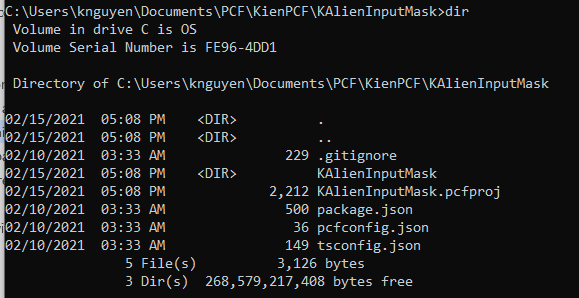 C:\Users\knguyen\Documents\PCF\KienPCF\KAlienInputMask>dir
 Volume in drive C is OS
 Volume Serial Number is FE96-4DD1

 Directory of C:\Users\knguyen\Documents\PCF\KienPCF\KAlienInputMask

02/15/2021  05:08 PM    <DIR>          .
02/15/2021  05:08 PM    <DIR>          ..
02/10/2021  03:33 AM               229 .gitignore
02/15/2021  05:08 PM    <DIR>          KAlienInputMask
02/15/2021  05:08 PM             2,212 KAlienInputMask.pcfproj
02/10/2021  03:33 AM               500 package.json
02/10/2021  03:33 AM                36 pcfconfig.json
02/10/2021  03:33 AM               149 tsconfig.json
               5 File(s)          3,126 bytes
               3 Dir(s)  268,579,217,408 bytes free